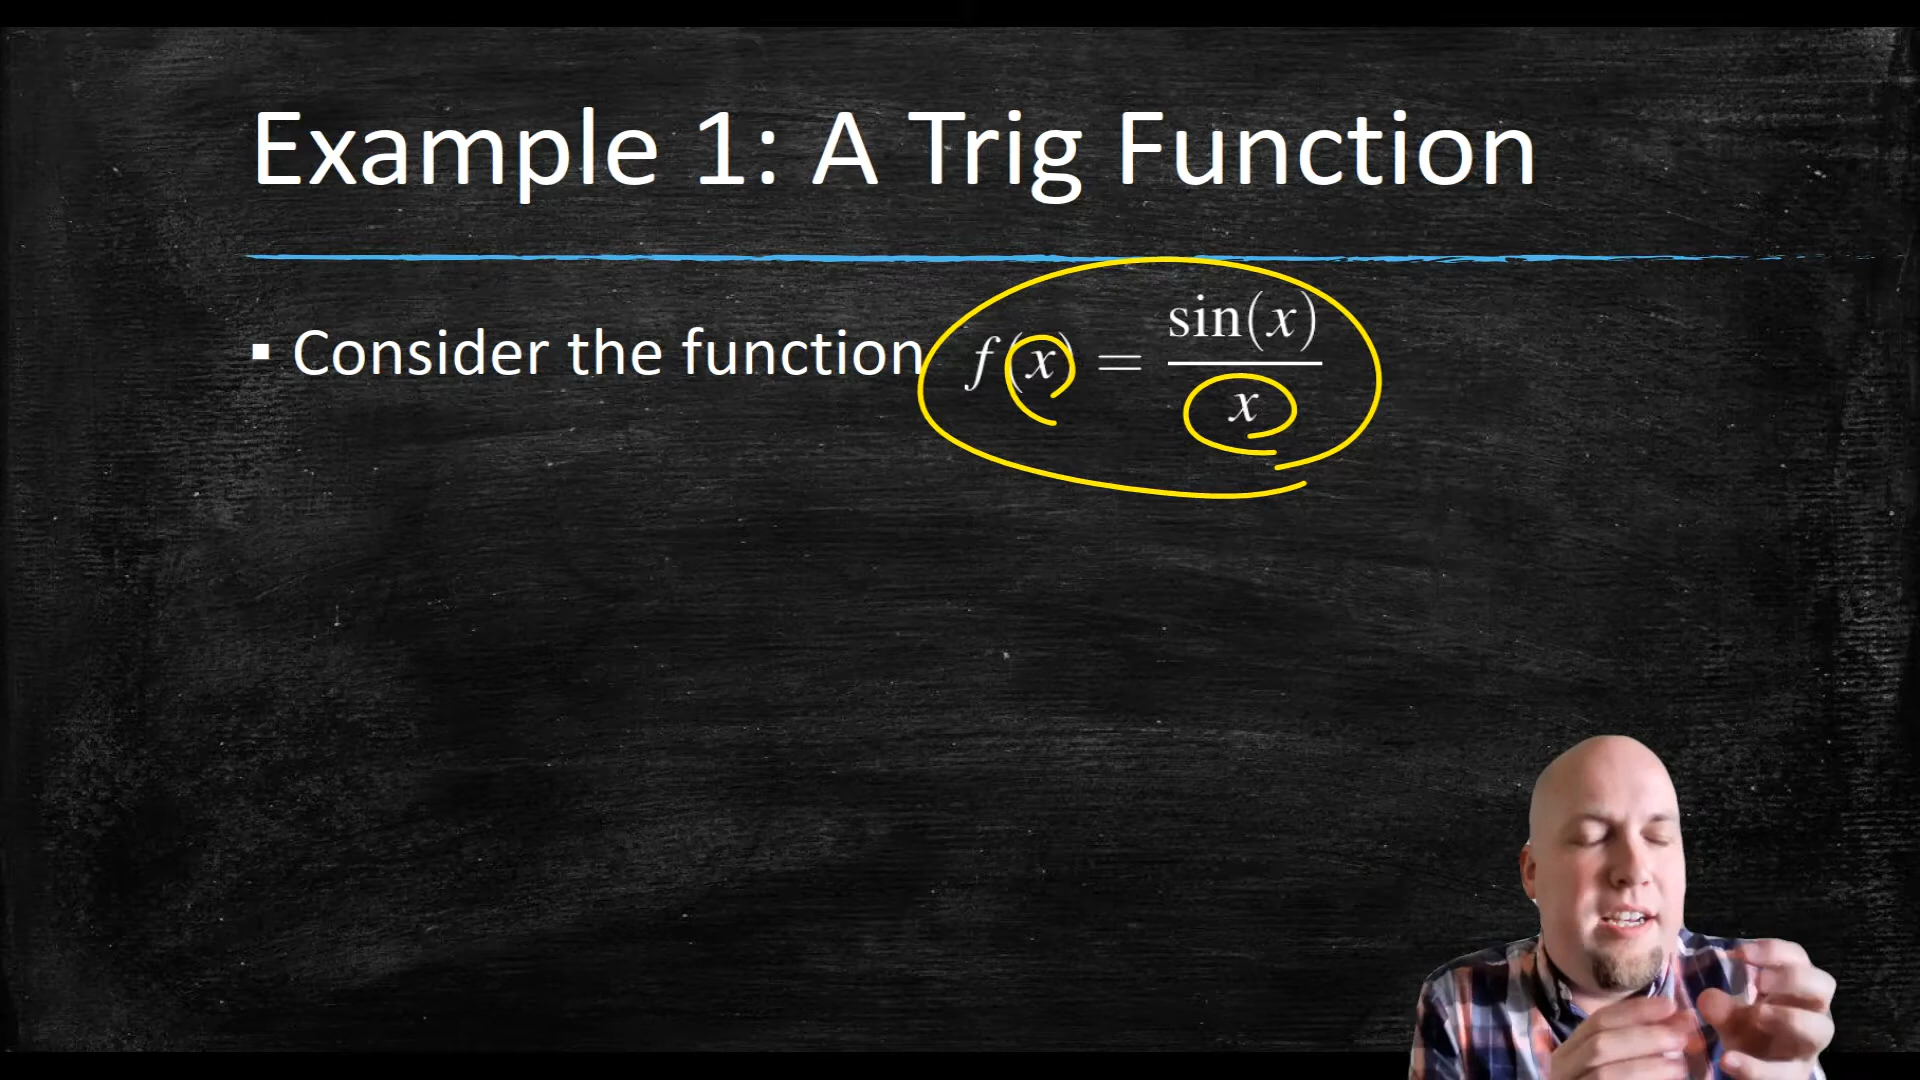 Example 1: A Trig Function
▪ Consider the function f(x) = sin(x)/x